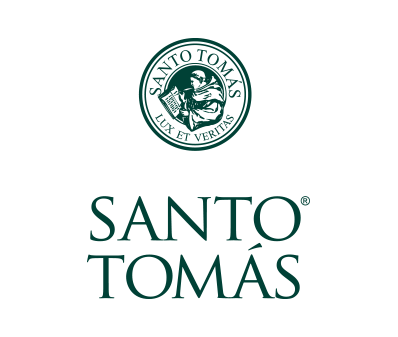 SANTO TOMÁS
LUX ET VERITAS
SANTO®
TOMÁS